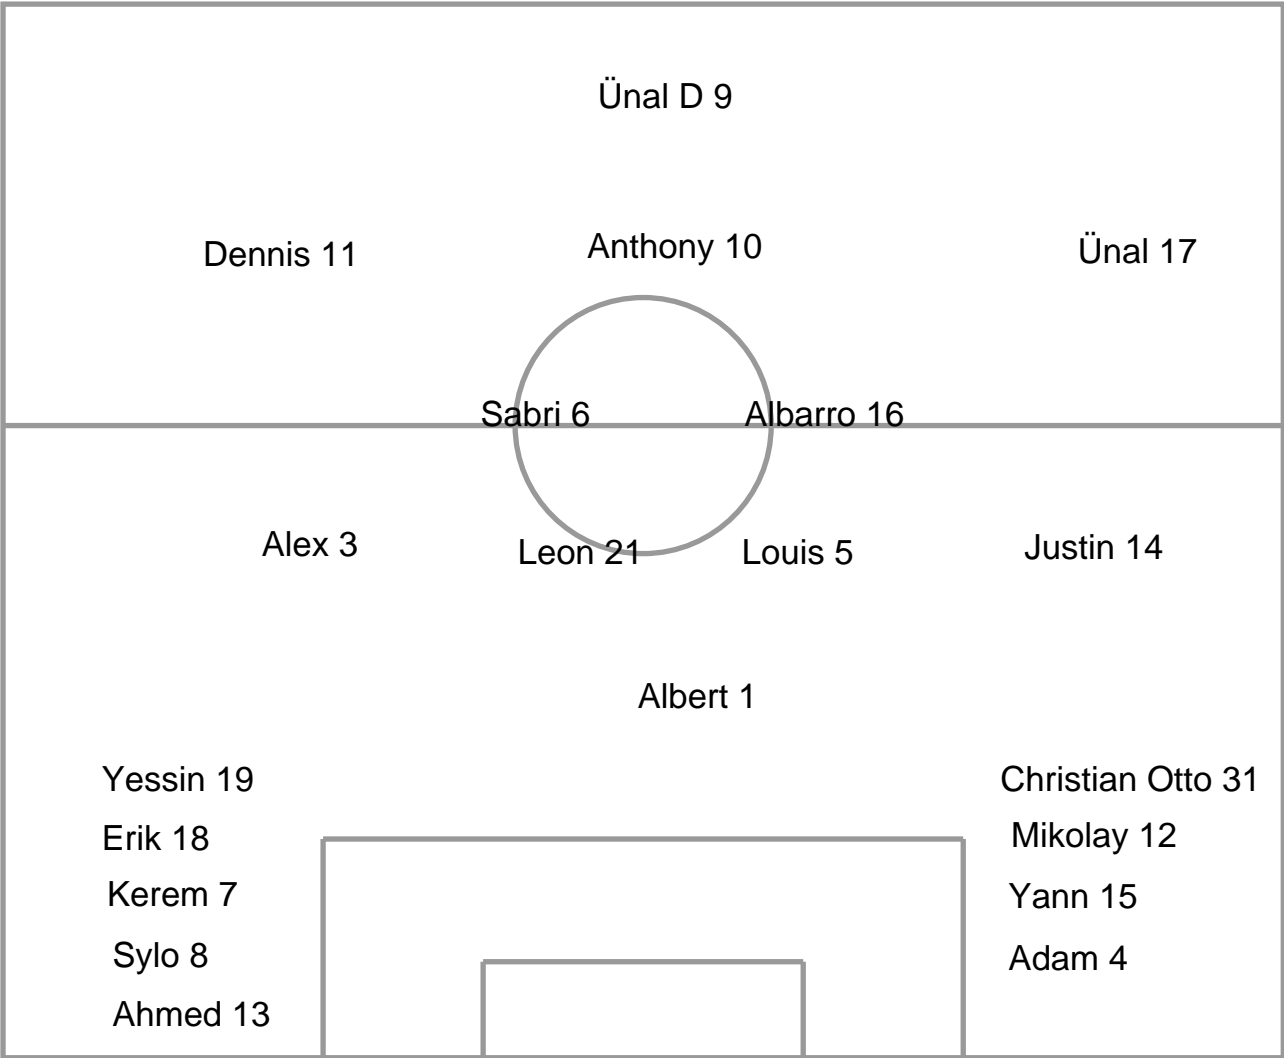 Ünal D 9
Dennis 11
Anthony 10
Ünal 17
Sabri 6
Albarro 16
Alex 3
Leon 21
Louis 5
Justin 14
Albert 1
Yessin 19
Erik 18
Kerem 7
Sylo 8
Ahmed 13
Christian Otto 31
Mikolay 12
Yann 15
Adam 4